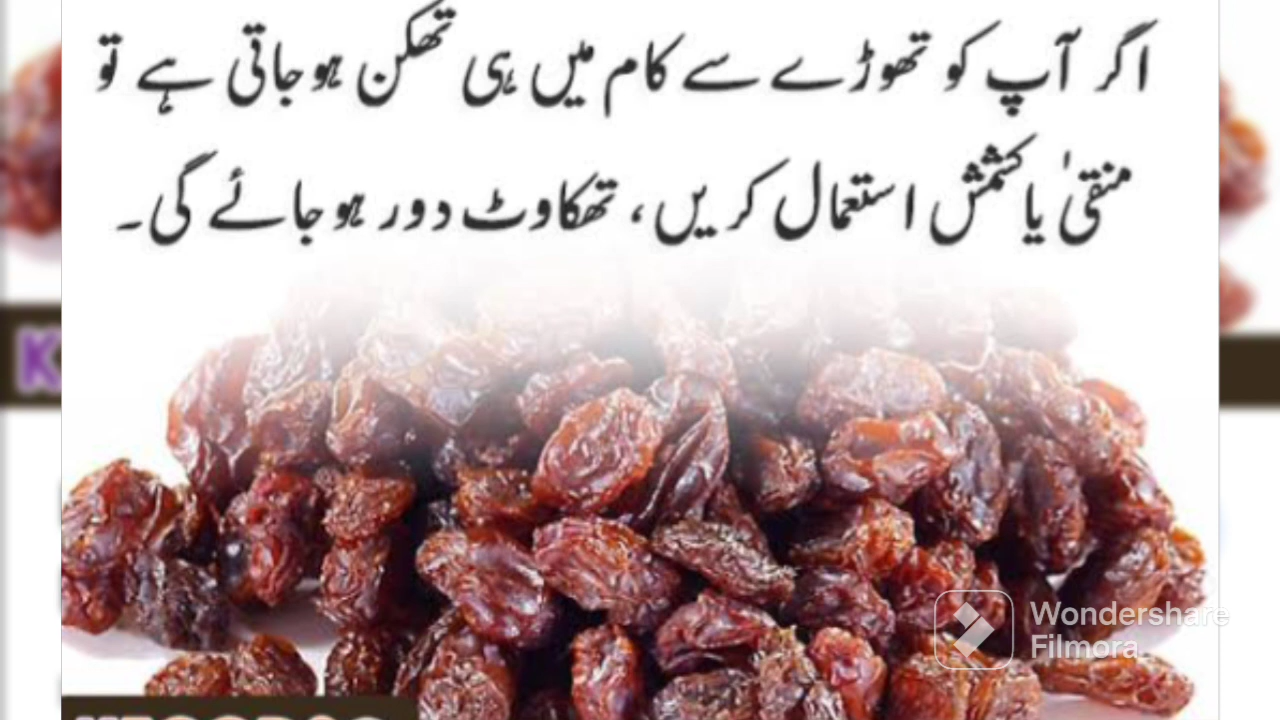 اگر آپ کو تھوڑے سے کام میں ہی تھکن ہو جاتی ہے تو
منقیٰ یا کشمش استعمال کریں، تھکاوٹ دور ہو جائے گی۔
Wondershare
Filmora